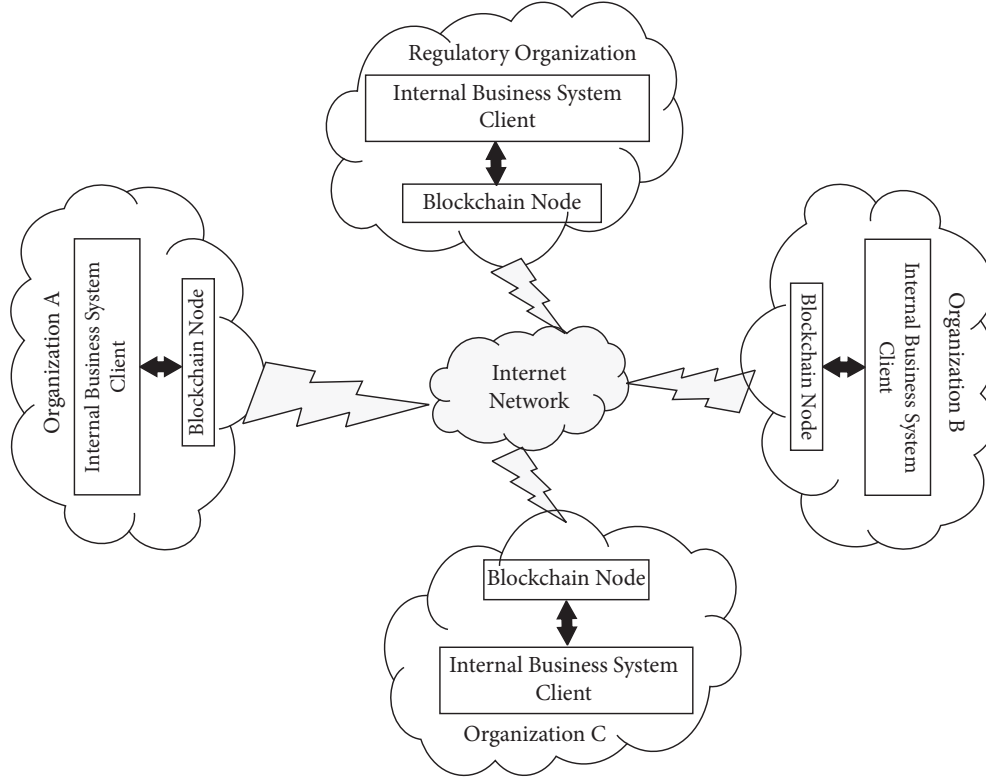 Regulatory Organization
Internal Business System
Client
Blockchain Node
Organization A
Internal Business System
Client
Blockchain Node
Internet
Network
Blockchain Node
Internal Business System
Client
Organization B
Blockchain Node
Internal Business System
Client
Organization C